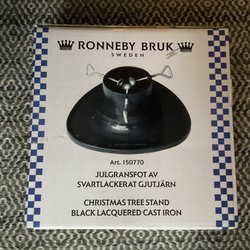 RONNEBY BRUK
SWEDEN
Art. 150770
JULGRANSFOT AV
SVARTLACKERAT GJUTJÄRN
CHRISTMAS TREE STAND
BLACK LACQUERED CAST IRON